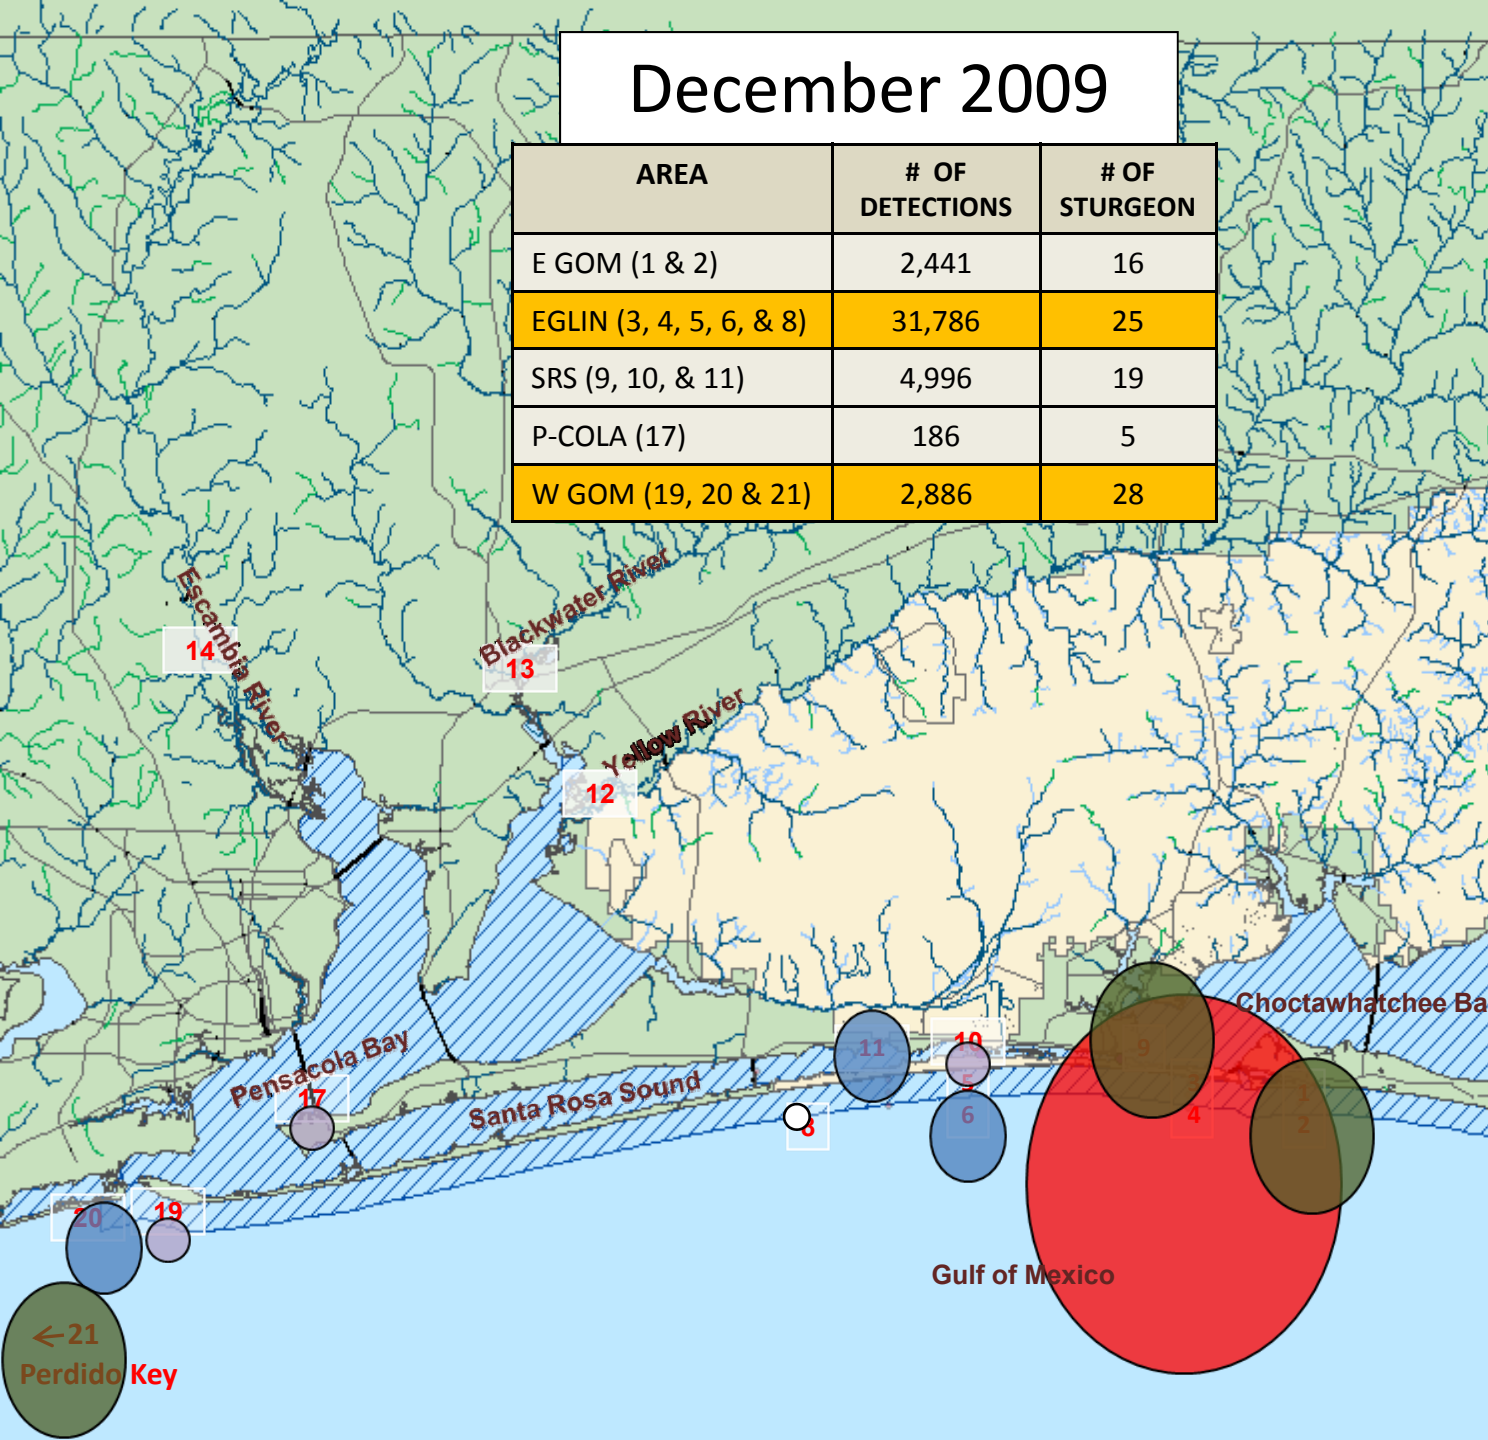 December 2009
AREA # OF DETECTIONS # OF STURGEON
E GOM (1 & 2) 2,441 16
EGLIN (3, 4, 5, 6, & 8) 31,786 25
SRS (9, 10, & 11) 4,996 19
P-COLA (17) 186 5
W GOM (19, 20 & 21) 2,886 28
Blackwater River
Escambia River
14
13
Yellow River
12
Choctawhatchee Ba
Pensacola Bay
11
10
9
5
Santa Rosa Sound
17
6
4
1
2
8
20
19
Gulf of Mexico
←21
Perdido Key